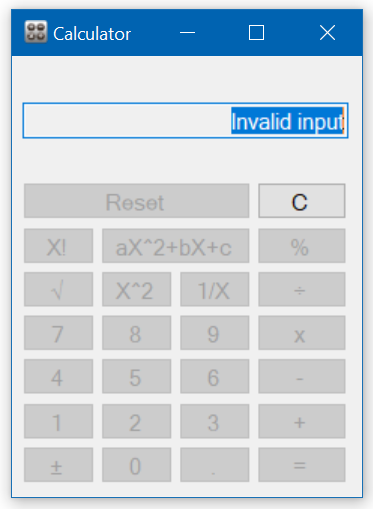 Calculator
Invalid input
Reset C
X! aX^2+bX+c %
√ X^2 1/X ÷
7 8 9 x
4 5 6 -
1 2 3 +
± 0 . =